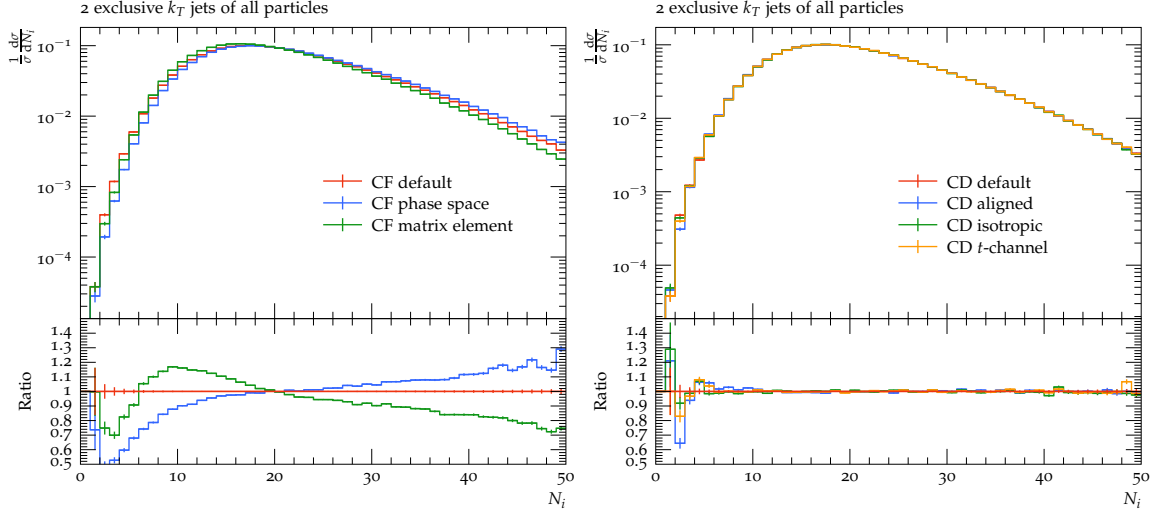 2 exclusive k_T jets of all particles
1/σ dσ/dN_i
10⁻¹
10⁻²
10⁻³
10⁻⁴
CF default
CF phase space
CF matrix element
Ratio
1.4
1.3
1.2
1.1
1
0.9
0.8
0.7
0.6
0.5
0 10 20 30 40 50
N_i
2 exclusive k_T jets of all particles
1/σ dσ/dN_i
10⁻¹
10⁻²
10⁻³
10⁻⁴
CD default
CD aligned
CD isotropic
CD t-channel
Ratio
1.4
1.3
1.2
1.1
1
0.9
0.8
0.7
0.6
0.5
0 10 20 30 40 50
N_i